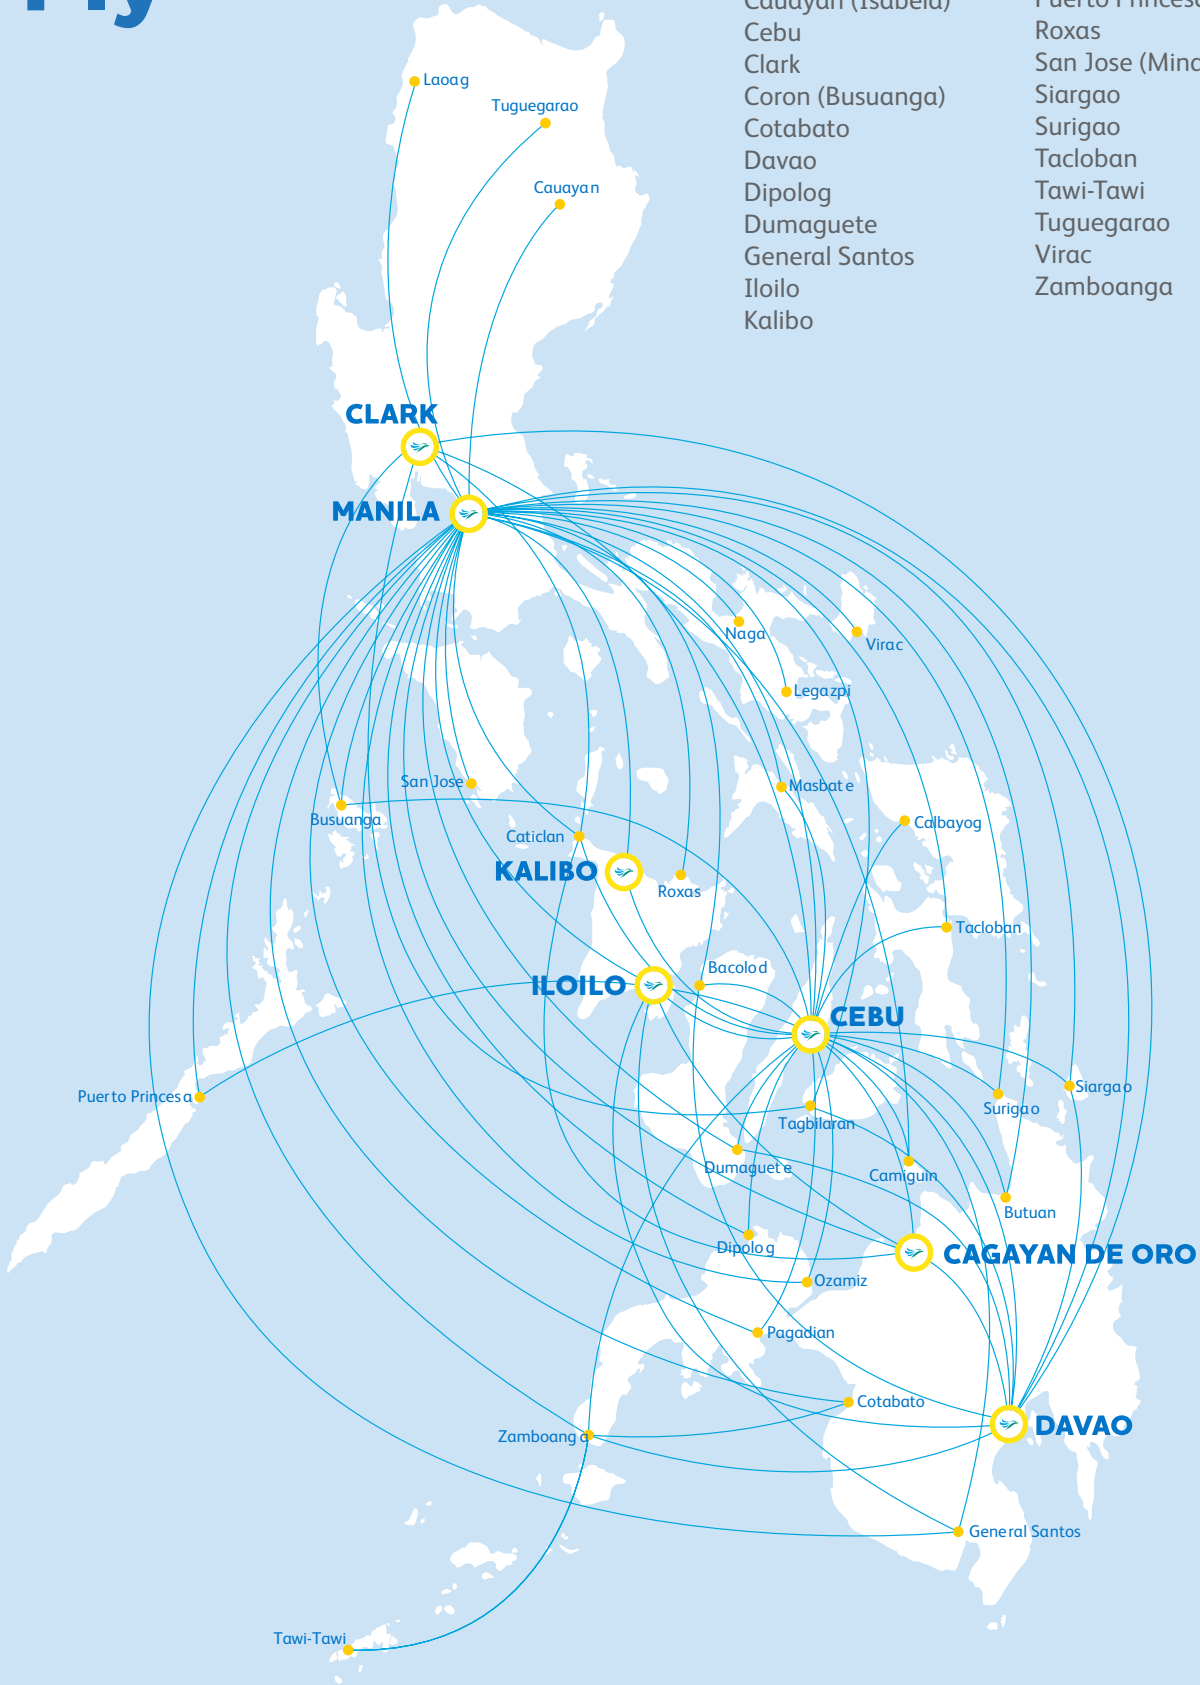 Fly
Cauayan (Isabela)
Cebu
Clark
Coron (Busuanga)
Cotabato
Davao
Dipolog
Dumaguete
General Santos
Iloilo
Kalibo
Roxas
Siargao
Surigao
Tacloban
Tawi-Tawi
Tuguegarao
Virac
Zamboanga
Laoag
Tuguegarao
Cauayan
CLARK
MANILA
Naga
Virac
Legazpi
San Jose
Masbate
Busuanga
Calbayog
Caticlan
KALIBO
Roxas
Tacloban
Bacolod
ILOILO
CEBU
Puerto Princesa
Siargao
Surigao
Tagbilaran
Dumaguete
Camiguin
Butuan
Dipolog
CAGAYAN DE ORO
Ozamiz
Pagadian
Cotabato
DAVAO
Zamboanga
General Santos
Tawi-Tawi